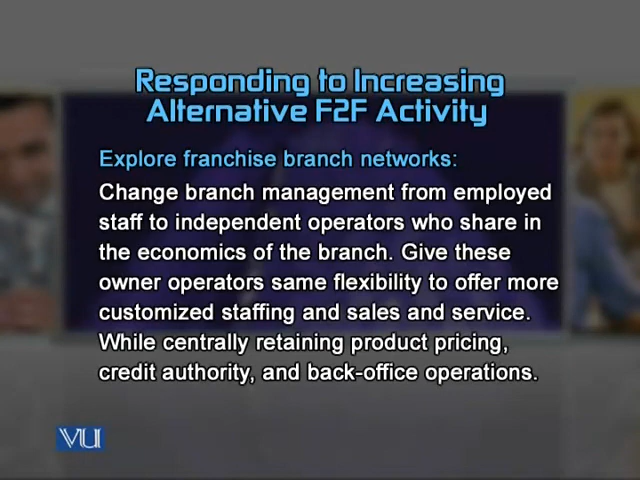 Responding to Increasing
Alternative F2F Activity
Explore franchise branch networks:
Change branch management from employed
staff to independent operators who share in
the economics of the branch. Give these
owner operators same flexibility to offer more
customized staffing and sales and service.
While centrally retaining product pricing,
credit authority, and back-office operations.
VU